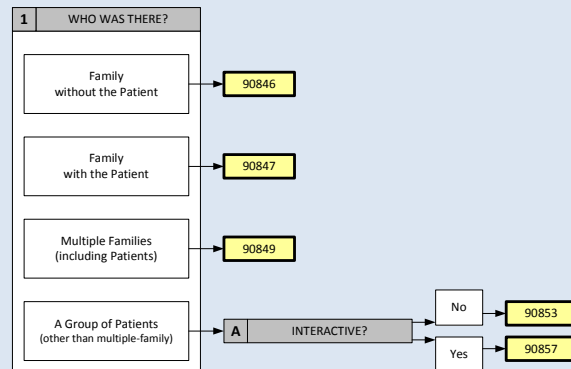 1 WHO WAS THERE?
Family
without the Patient
90846
Family
with the Patient
90847
Multiple Families
(including Patients)
90849
A Group of Patients
(other than multiple-family)
A INTERACTIVE?
No
90853
Yes
90857